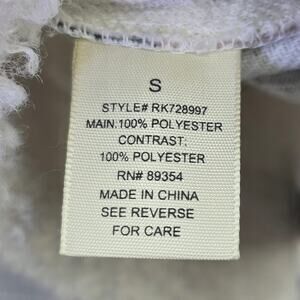 S
STYLE# RK728997
MAIN.100% POLYESTER
CONTRAST.
100% POLYESTER
RN# 89354
MADE IN CHINA
SEE REVERSE
FOR CARE